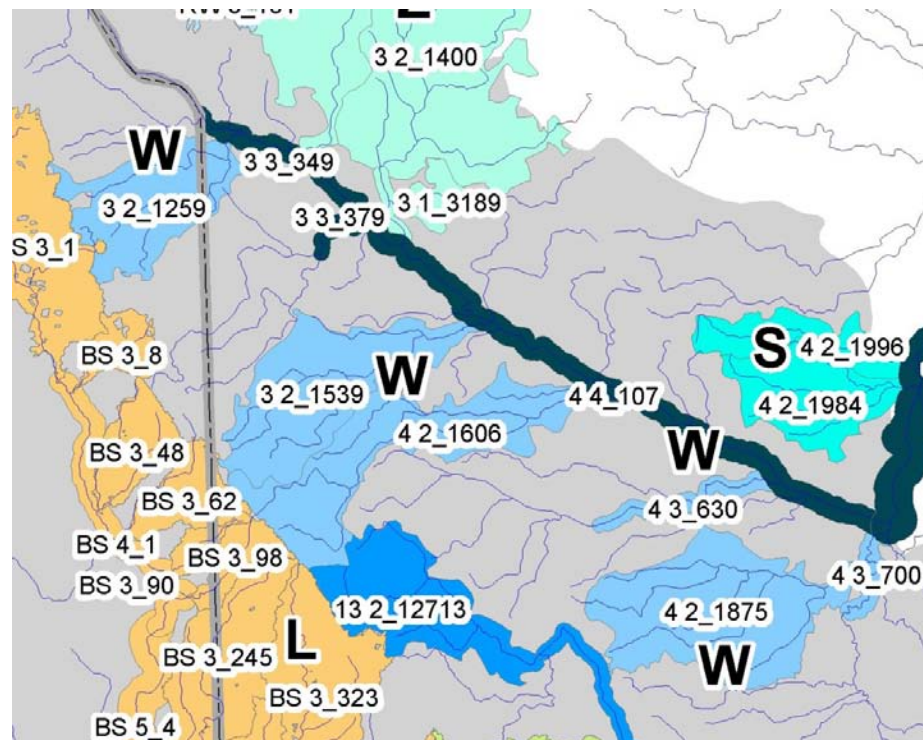 3 2_1400
W
3 3_349
3 2_1259
3 1_3189
3 3_379
S 3_1
S
4 2_1996
BS 3_8
W
3 2_1539
4 4_107
4 2_1984
4 2_1606
W
BS 3_48
BS 3_62
4 3_630
BS 4_1
BS 3_98
BS 3_90
4 3_700
13 2_12713
4 2_1875
L
BS 3_245
W
BS 3_323
BS 5_4